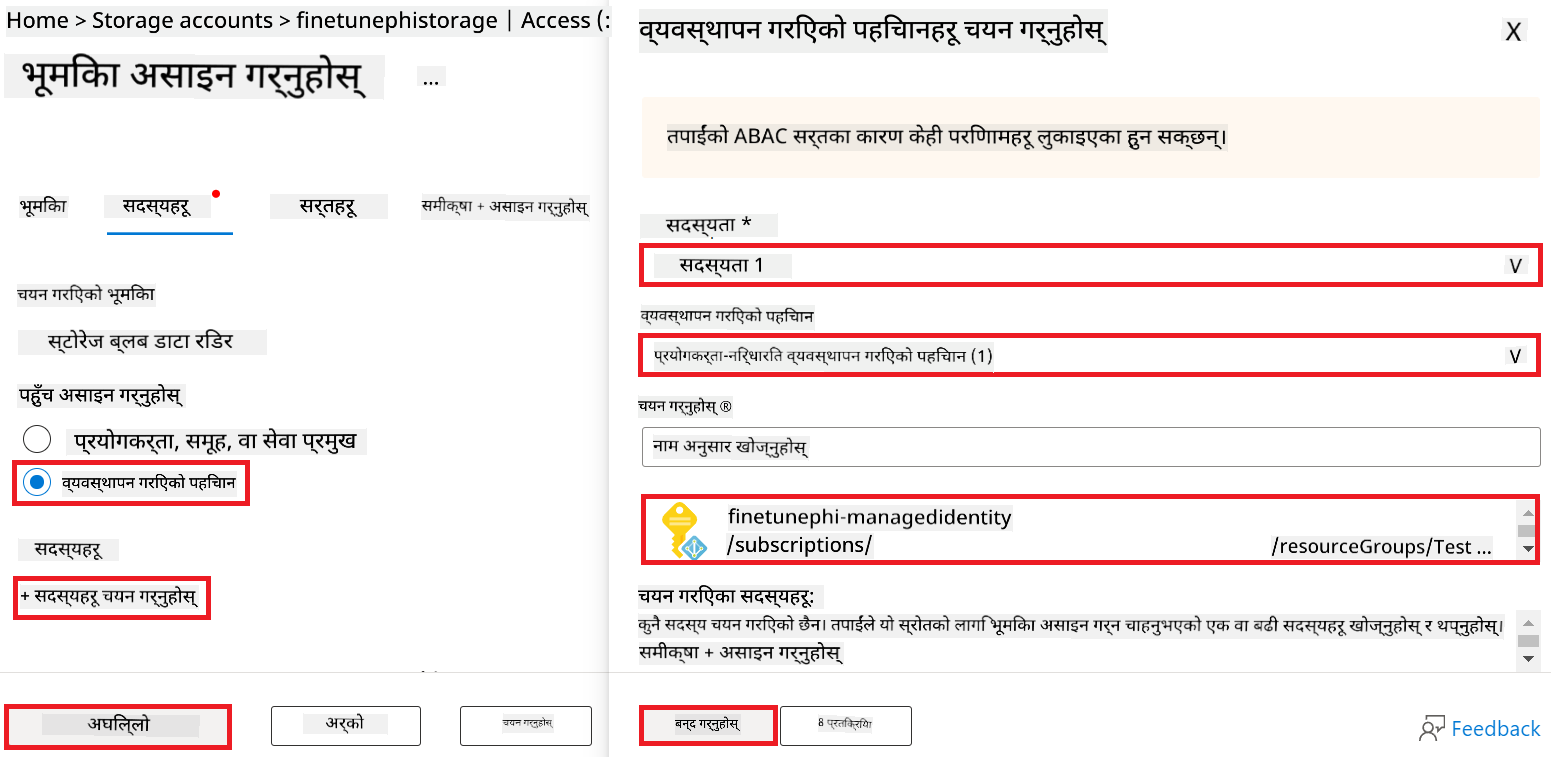 Home > Storage accounts > finetunephistorage | Access (:
भूमिका असाइन गर्नुहोस्
...
भूमिका
सदस्यहरू
सर्तहरू
समीक्षा + असाइन गर्नुहोस्
चयन गरिएको भूमिका
स्टोरेज ब्लब डाटा रिडर
पहुँच असाइन गर्नुहोस्
प्रयोगकर्ता, समूह, वा सेवा प्रमुख
व्यवस्थापन गरिएको पहिचान
सदस्यहरू
+ सदस्यहरू चयन गर्नुहोस्
अघिल्लो
अर्को
चयन गर्नुहोस्
व्यवस्थापन गरिएको पहिचानहरू चयन गर्नुहोस्
X
तपाईंको ABAC सर्तका कारण केही परिणामहरू लुकाइएका हुन सक्छन्।
सदस्यता *
सदस्यता 1
V
व्यवस्थापन गरिएको पहिचान
प्रयोगकर्ता-निर्धारित व्यवस्थापन गरिएको पहिचान (1)
V
चयन गर्नुहोस् ®
नाम अनुसार खोज्नुहोस्
finetunephi-managedidentity
/subscriptions/ /resourceGroups/Test ...
चयन गरिएका सदस्यहरू:
कुनै सदस्य चयन गरिएको छैन। तपाईंले यो स्रोतको लागि भूमिका असाइन गर्न चाहनुभएको एक वा बढी सदस्यहरू खोज्नुहोस् र थप्नुहोस्।
समीक्षा + असाइन गर्नुहोस्
बन्द गर्नुहोस्
8 प्रतिक्रिया
Feedback